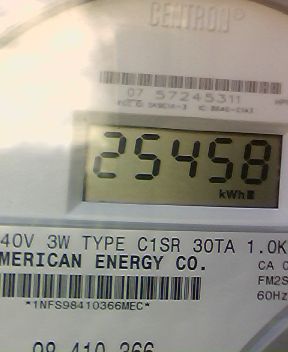 CENTRON®
07 57245311
25458
kWh
40V 3W TYPE C1SR 30TA 1.0K
MERICAN ENERGY CO. CA 0
FM2S
*1NFS98410366MEC* 60Hz
98 410 366